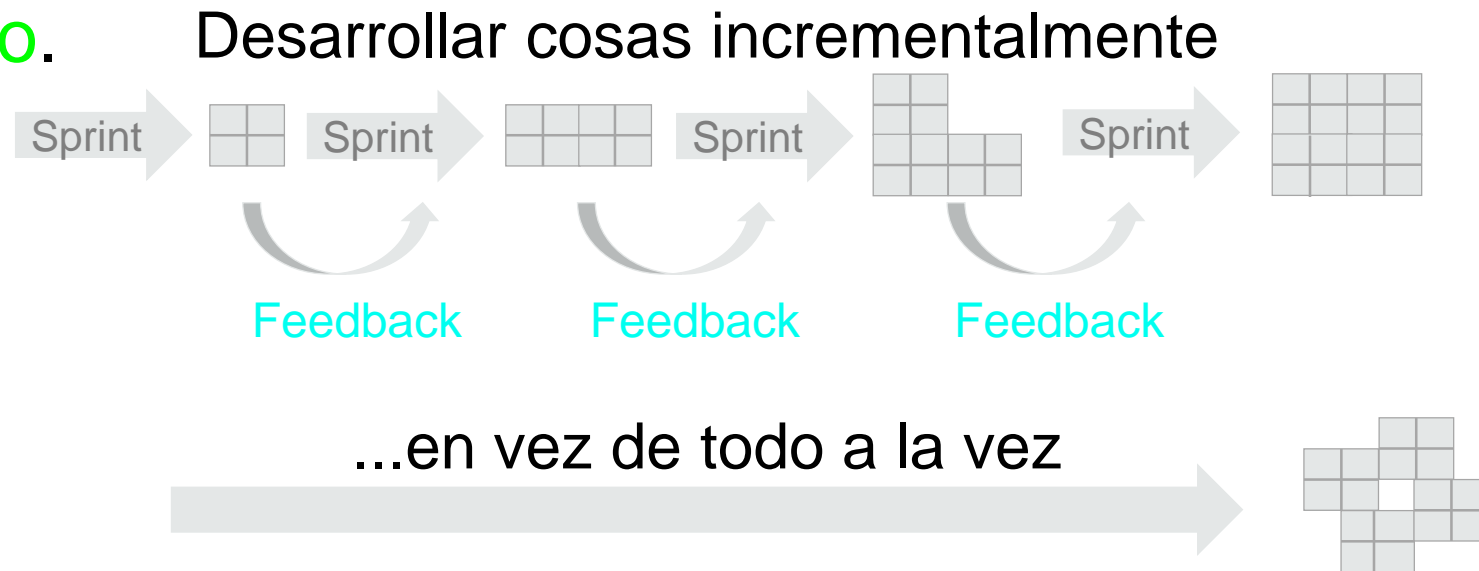 o. Desarrollar cosas incrementalmente
Sprint Sprint Sprint Sprint
Feedback Feedback Feedback
...en vez de todo a la vez